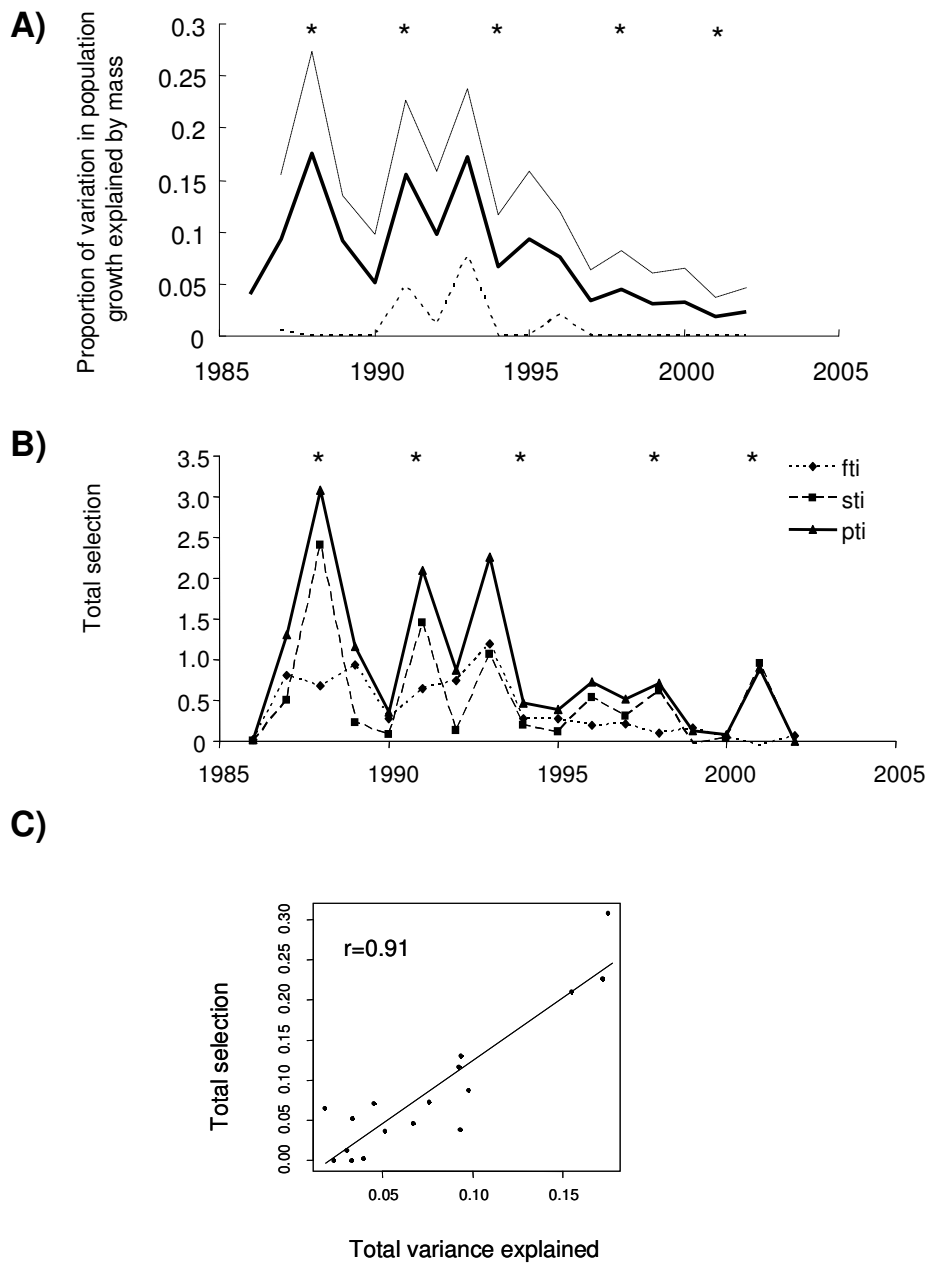 A)
Proportion of variation in population
growth explained by mass
* * * * *
0.3
0.25
0.2
0.15
0.1
0.05
0
1985 1990 1995 2000 2005
B)
Total selection
* * * * *
3.5
3.0
2.5
2.0
1.5
1.0
0.5
0
fti
sti
pti
1985 1990 1995 2000 2005
C)
Total selection
0.30
0.25
0.20
0.15
0.10
0.05
0.00
r=0.91
0.05 0.10 0.15
Total variance explained